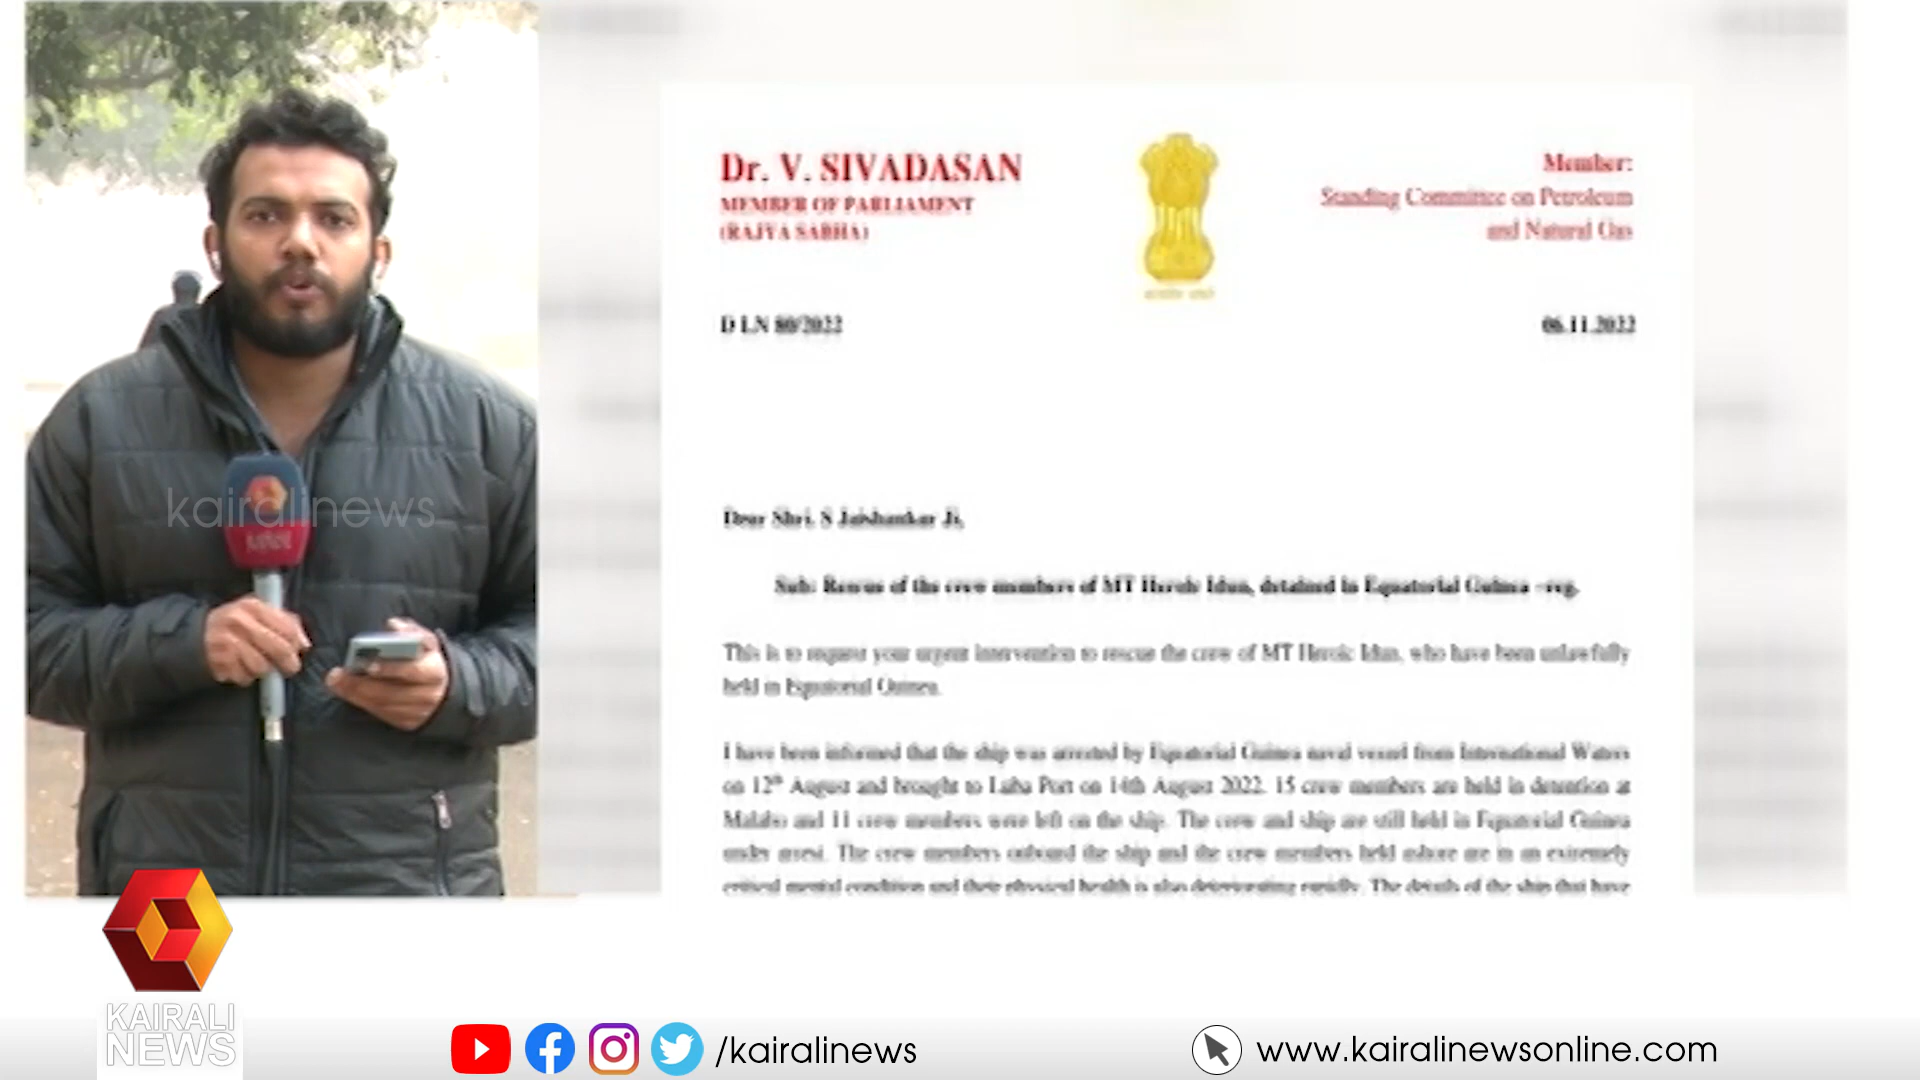 Dr. V. SIVADASAN
MEMBER OF PARLIAMENT
(RAJYA SABHA)
Member:
Standing Committee on Petroleum
and Natural Gas
D LN 80/2022
06.11.2022
Dear Shri. S Jaishankar Ji,
Sub: Rescue of the crew members of MT Heroic Idun, detained in Equatorial Guinea –reg.
This is to request your urgent intervention to rescue the crew of MT Heroic Idun, who have been unlawfully
held in Equatorial Guinea.
I have been informed that the ship was arrested by Equatorial Guinea naval vessel from International Waters
on 12th August and brought to Luba Port on 14th August 2022. 15 crew members are held in detention at
Malabo and 11 crew members were left on the ship. The crew and ship are still held in Equatorial Guinea
under arrest. The crew members onboard the ship and the crew members held ashore are in an extremely
critical mental condition and their physical health is also deteriorating rapidly. The details of the ship that have
kairalinews
KAIRALI
NEWS
/kairalinews
www.kairalinewsonline.com